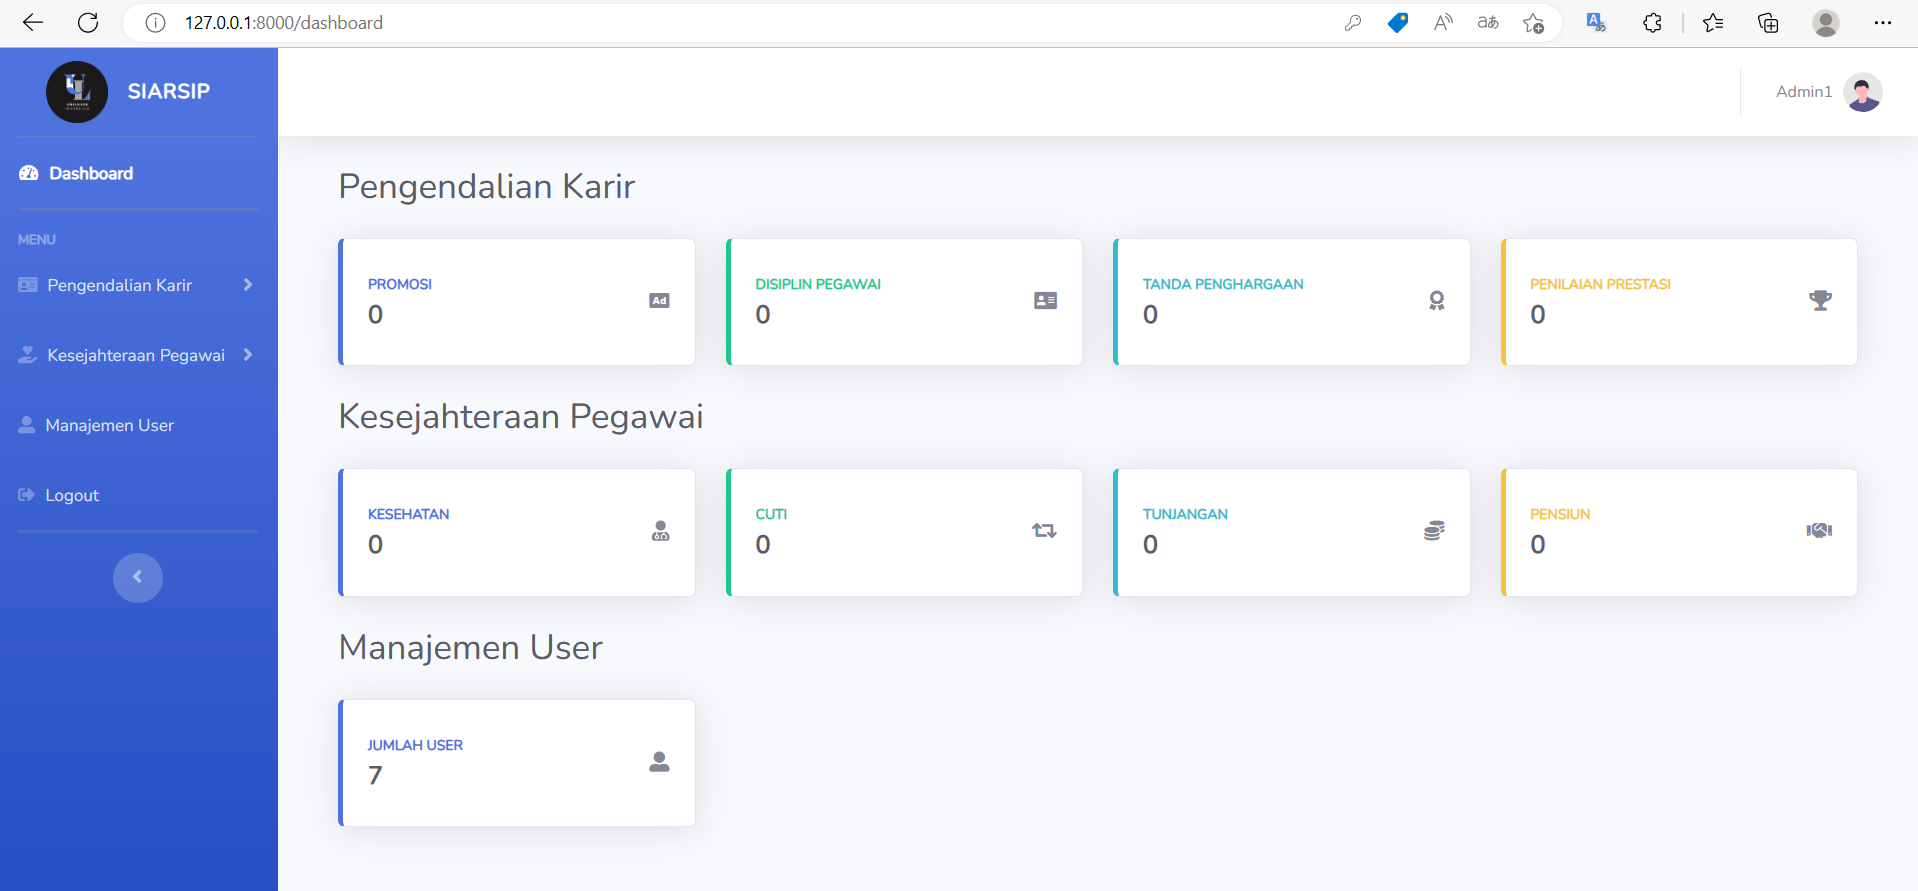 127.0.0.1:8000/dashboard
SIARSIP
Admin1
Dashboard
MENU
Pengendalian Karir
Kesejahteraan Pegawai
Manajemen User
Logout
Pengendalian Karir
PROMOSI
0
Ad
DISIPLIN PEGAWAI
0
TANDA PENGHARGAAN
0
PENILAIAN PRESTASI
0
Kesejahteraan Pegawai
KESEHATAN
0
CUTI
0
TUNJANGAN
0
PENSIUN
0
Manajemen User
JUMLAH USER
7